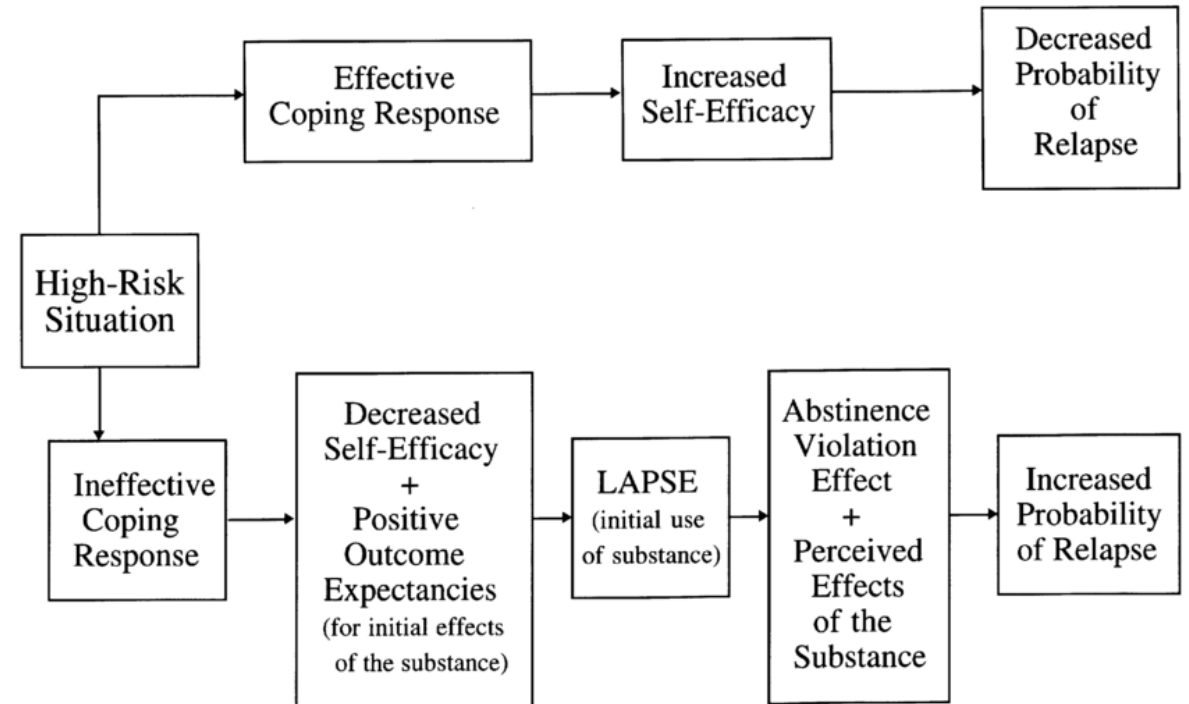 Effective
Coping Response
Increased
Self-Efficacy
Decreased
Probability
of
Relapse
High-Risk
Situation
Ineffective
Coping
Response
Decreased
Self-Efficacy
+
Positive
Outcome
Expectancies
(for initial effects
of the substance)
LAPSE
(initial use
of substance)
Abstinence
Violation
Effect
+
Perceived
Effects
of the
Substance
Increased
Probability
of Relapse